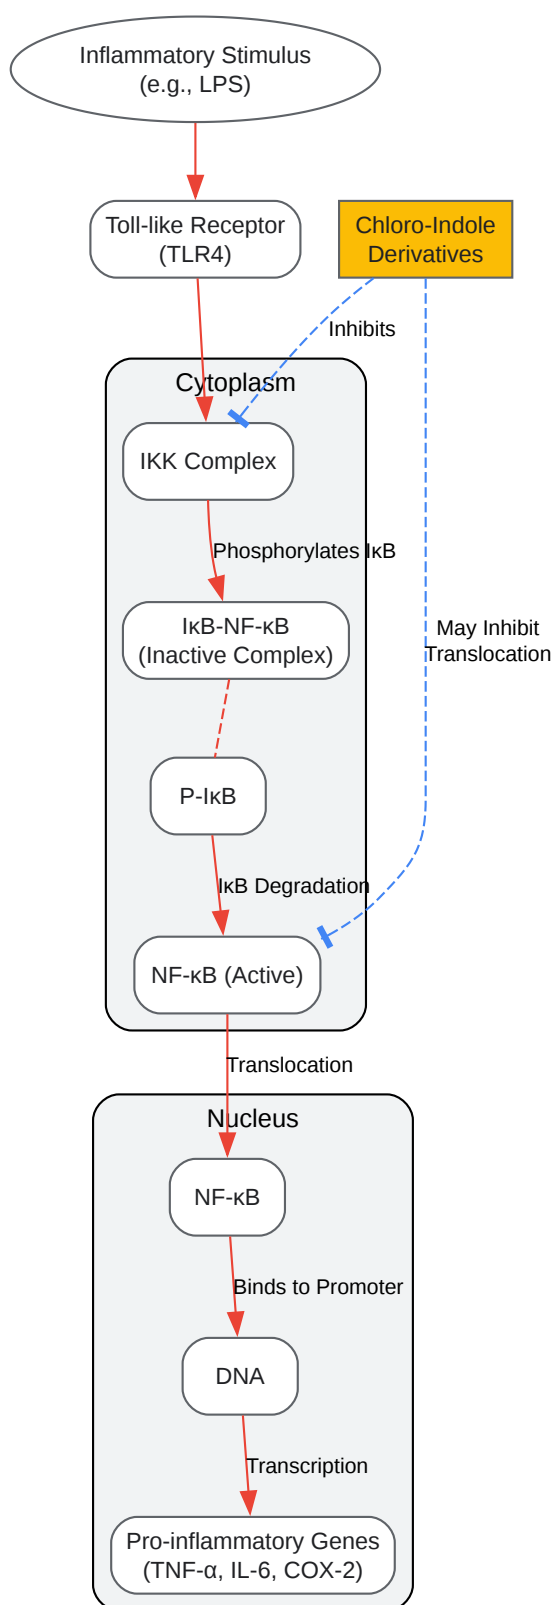 Inflammatory Stimulus
(e.g., LPS)
Toll-like Receptor
(TLR4)
Chloro-Indole
Derivatives
Inhibits
Cytoplasm
IKK Complex
Phosphorylates IκB
IκB-NF-κB
(Inactive Complex)
May Inhibit
Translocation
P-IκB
IκB Degradation
NF-κB (Active)
Translocation
Nucleus
NF-κB
Binds to Promoter
DNA
Transcription
Pro-inflammatory Genes
(TNF-α, IL-6, COX-2)